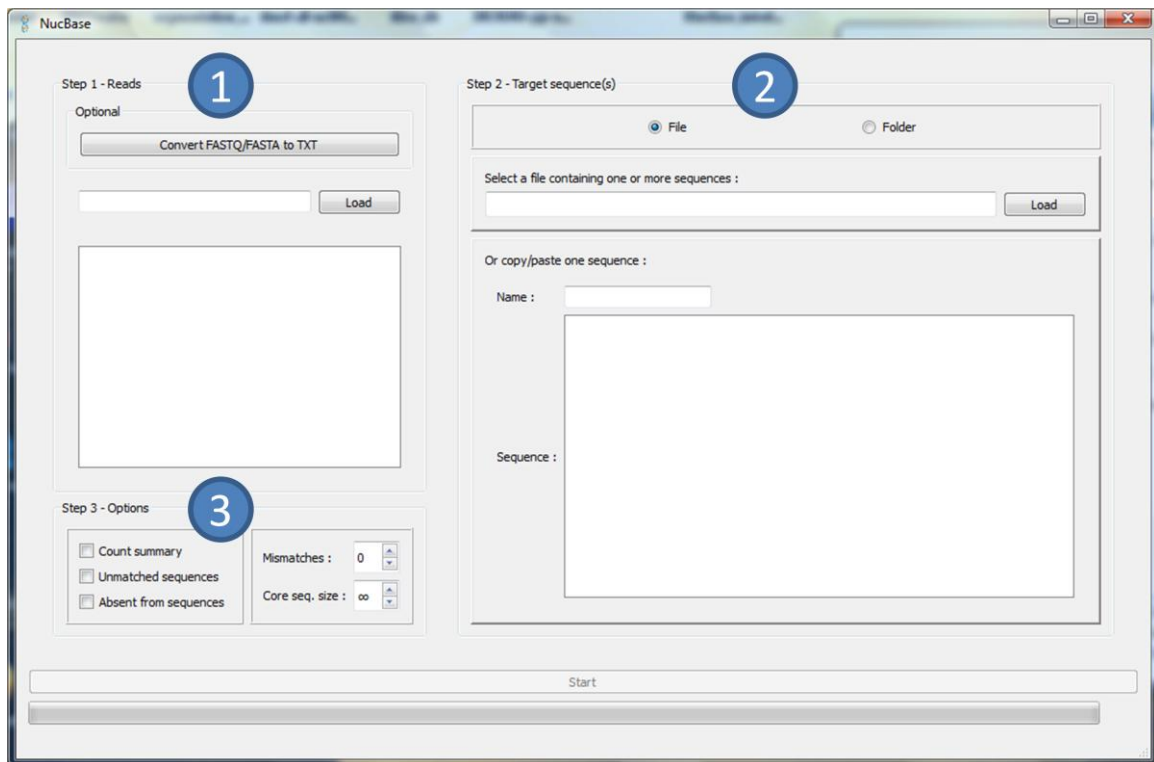 NucBase
Step 1 - Reads
1
Optional
Convert FASTQ/FASTA to TXT
Load
Step 2 - Target sequence(s)
2
File
Folder
Select a file containing one or more sequences :
Load
Or copy/paste one sequence :
Name :
Sequence :
Step 3 - Options
3
Count summary
Unmatched sequences
Absent from sequences
Mismatches : 0
Core seq. size : ∞
Start